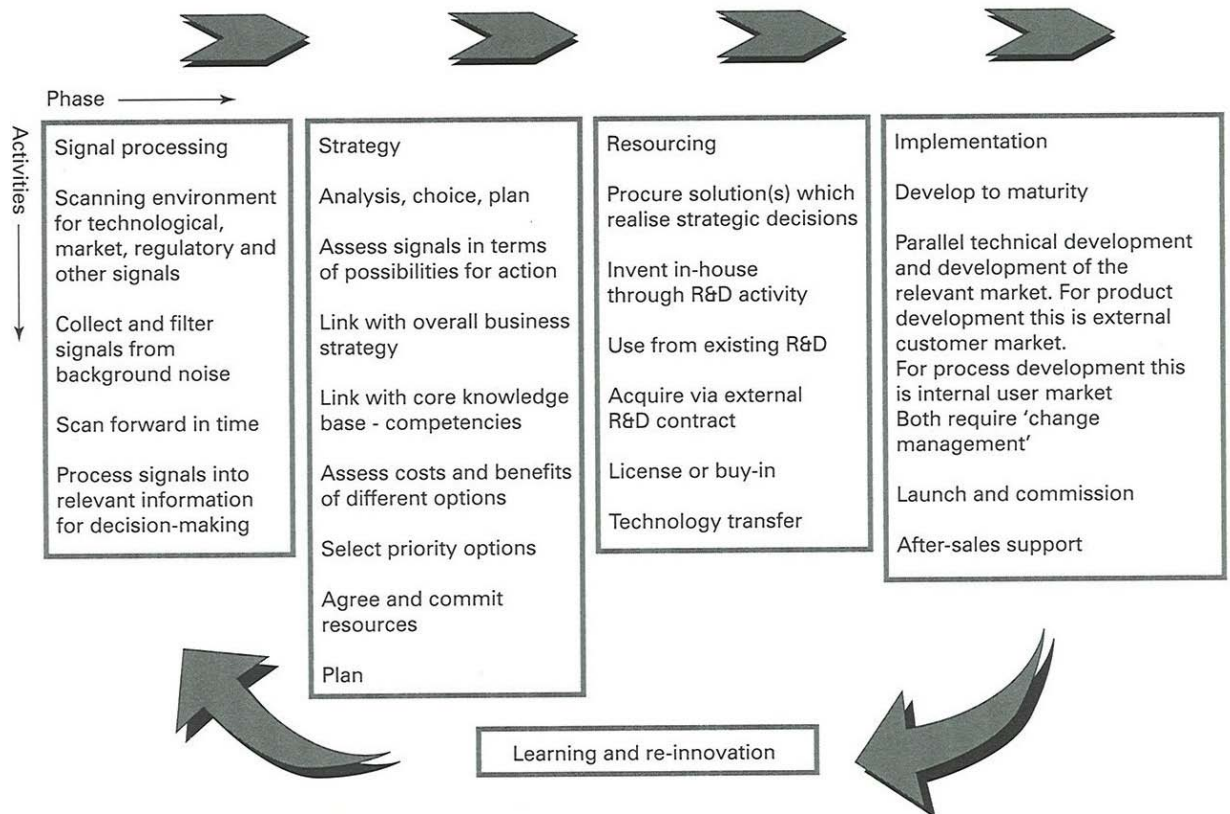 Phase
Activities
Signal processing
Scanning environment
for technological,
market, regulatory and
other signals
Collect and filter
signals from
background noise
Scan forward in time
Process signals into
relevant information
for decision-making
Strategy
Analysis, choice, plan
Assess signals in terms
of possibilities for action
Link with overall business
strategy
Link with core knowledge
base - competencies
Assess costs and benefits
of different options
Select priority options
Agree and commit
resources
Plan
Resourcing
Procure solution(s) which
realise strategic decisions
Invent in-house
through R&D activity
Use from existing R&D
Acquire via external
R&D contract
License or buy-in
Technology transfer
Implementation
Develop to maturity
Parallel technical development
and development of the
relevant market. For product
development this is external
customer market.
For process development this
is internal user market
Both require ‘change
management’
Launch and commission
After-sales support
Learning and re-innovation